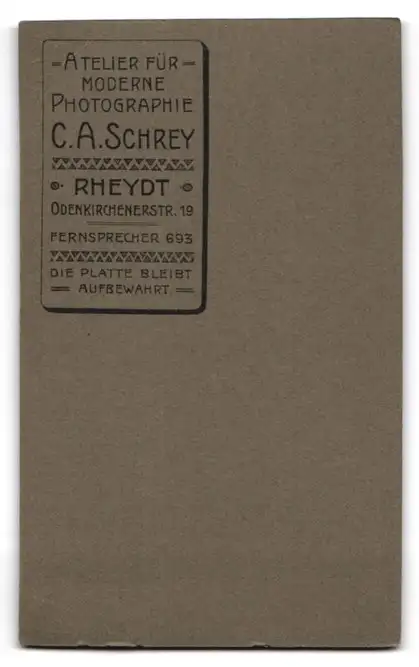 ATELIER FÜR
MODERNE
PHOTOGRAPHIE
C. A. SCHREY
RHEYDT
ODENKIRCHENERSTR. 19
FERNSPRECHER 693
DIE PLATTE BLEIBT
AUFBEWAHRT